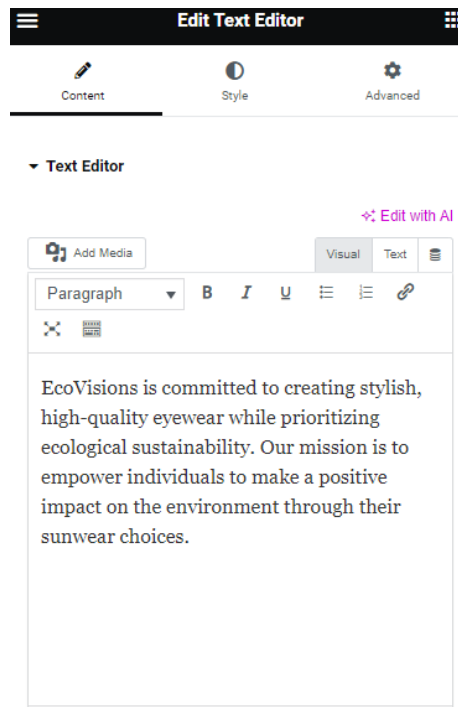 Edit Text Editor
Content Style Advanced
Text Editor
Edit with AI
Add Media Visual Text
Paragraph B I U
EcoVisions is committed to creating stylish,
high-quality eyewear while prioritizing
ecological sustainability. Our mission is to
empower individuals to make a positive
impact on the environment through their
sunwear choices.